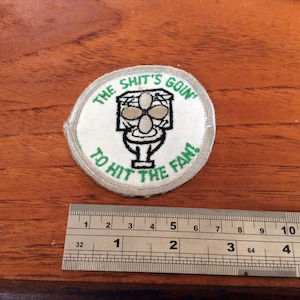 THE SHIT'S GOIN'
TO HIT THE FAN!
1 2 3 4 5 6 7 8 9 10
32 1 2 3 64 4